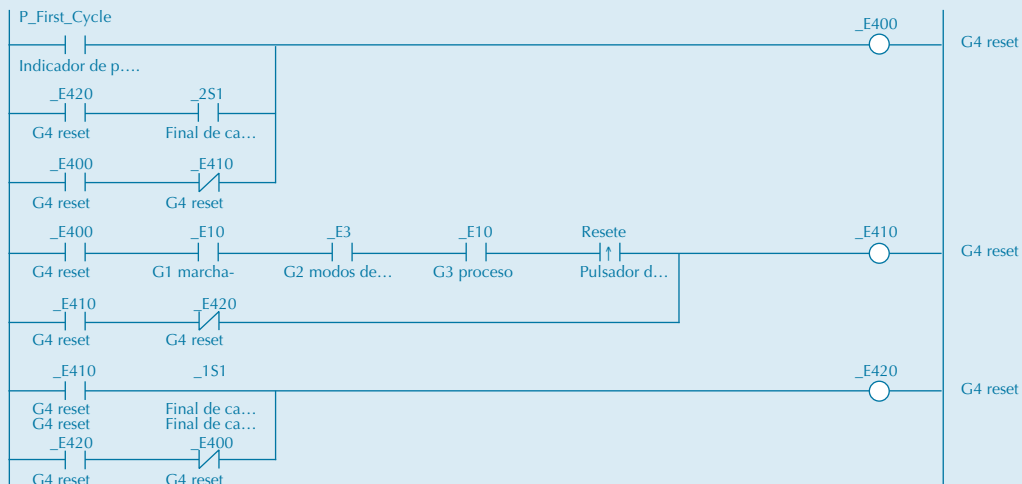 P_First_Cycle
_E400
G4 reset
Indicador de p….
_E420 _2S1
G4 reset Final de ca…
_E400 _E410
G4 reset G4 reset
_E400 _E10 _E3 _E10 Resete _E410
G4 reset
G4 reset G1 marcha- G2 modos de… G3 proceso Pulsador d…
_E410 _E420
G4 reset G4 reset
_E410 _1S1 _E420
G4 reset
G4 reset Final de ca…
G4 reset Final de ca…
_E420 _E400
G4 reset G4 reset